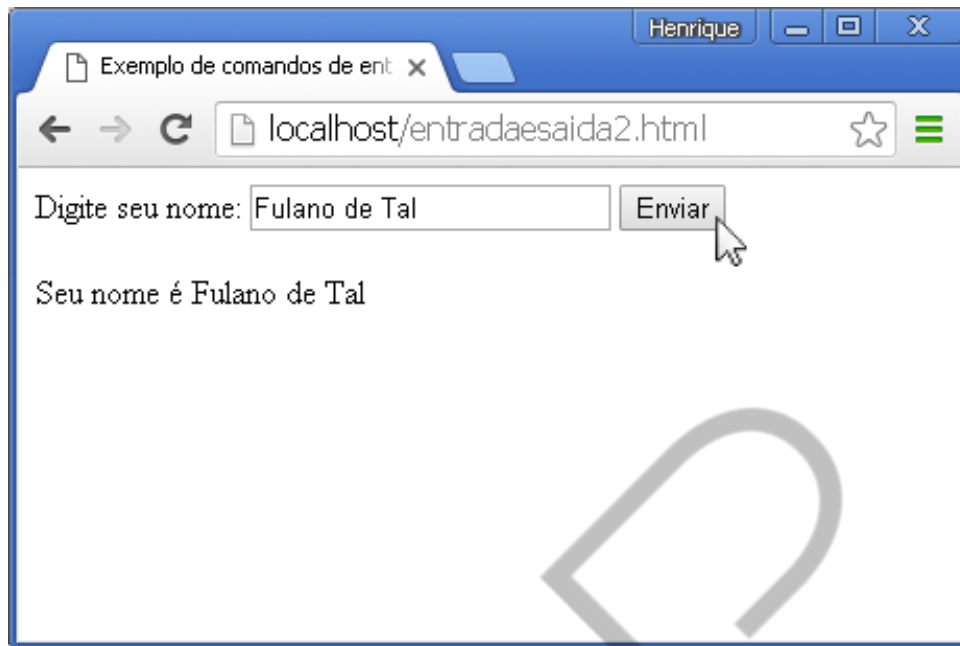 Henrique
Exemplo de comandos de ent
localhost/entradaesaida2.html
Digite seu nome: Fulano de Tal Enviar
Seu nome é Fulano de Tal